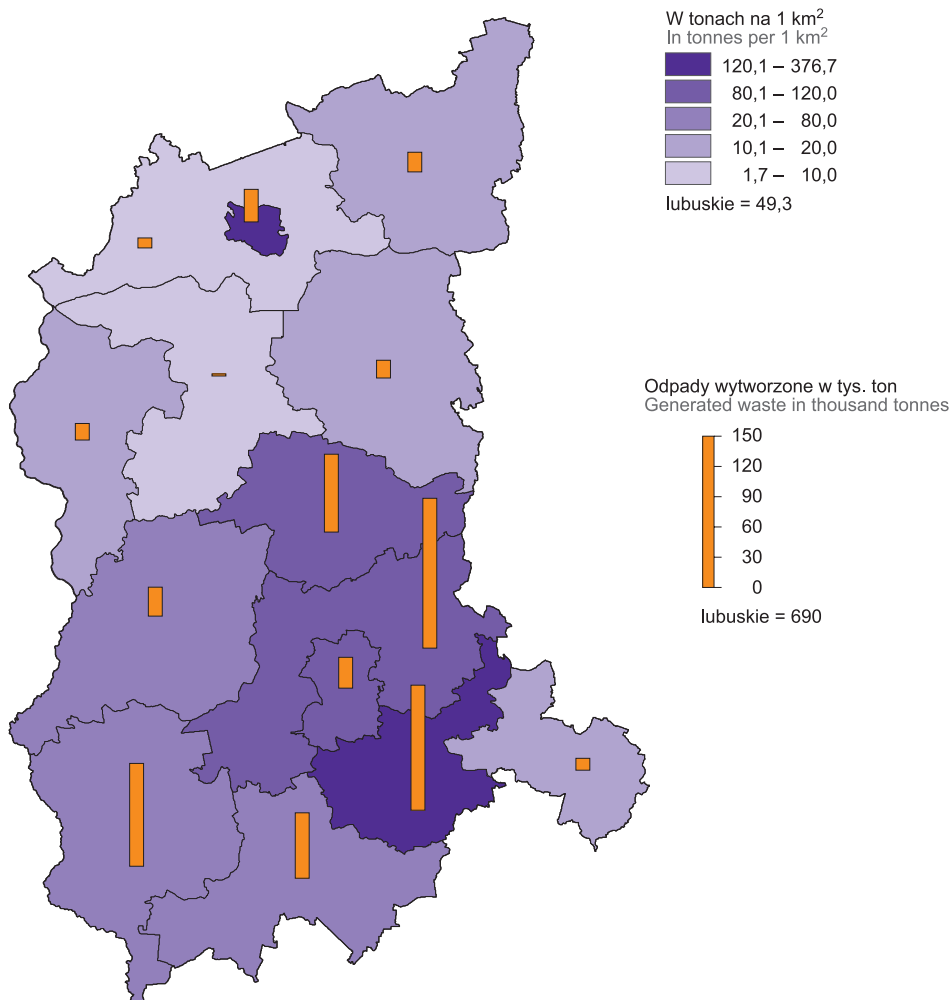 W tonach na 1 km²
In tonnes per 1 km²
120,1 – 376,7
80,1 – 120,0
20,1 – 80,0
10,1 – 20,0
1,7 – 10,0
lubuskie = 49,3
Odpady wytworzone w tys. ton
Generated waste in thousand tonnes
150
120
90
60
30
0
lubuskie = 690